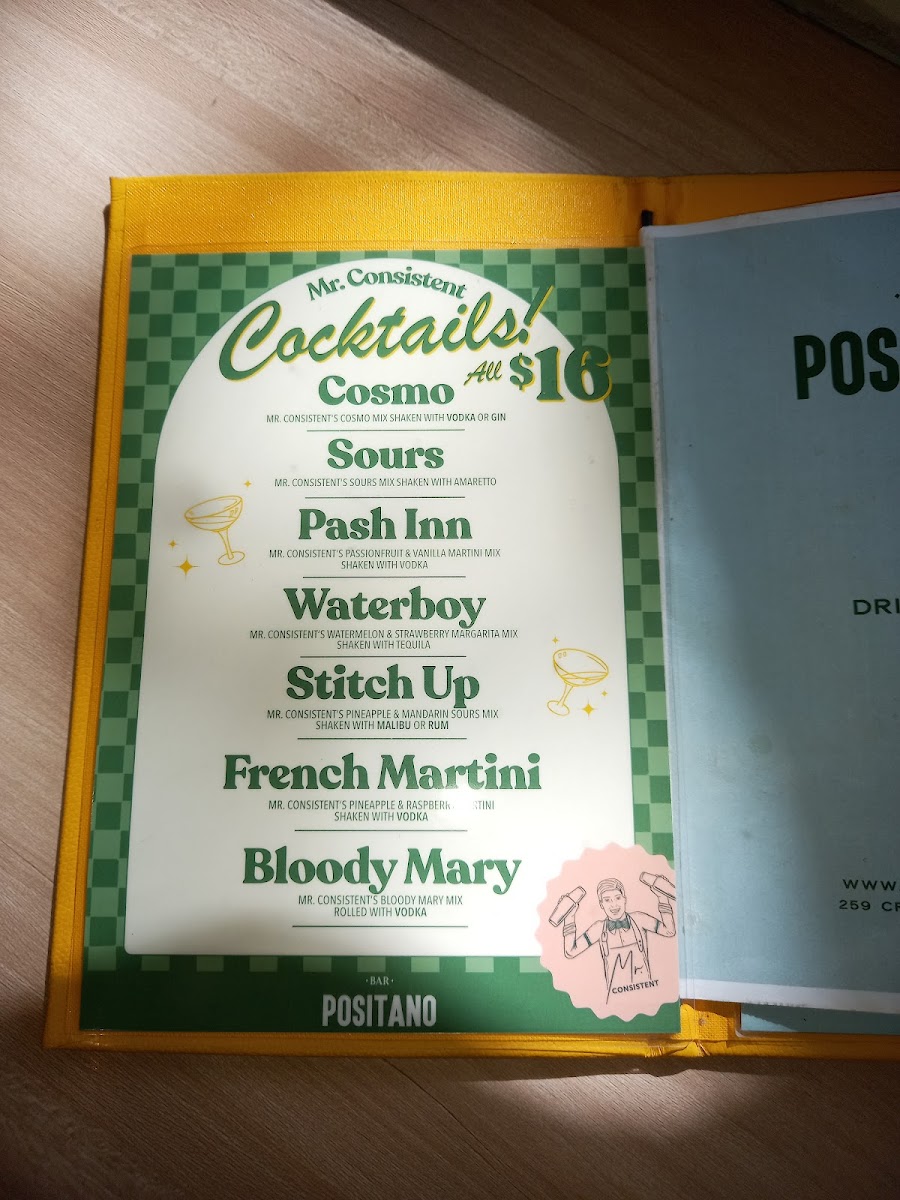 Mr. Consistent
Cocktails!
All $16
Cosmo
MR. CONSISTENT'S COSMO MIX SHAKEN WITH VODKA OR GIN
Sours
MR. CONSISTENT'S SOURS MIX SHAKEN WITH AMARETTO
Pash Inn
MR. CONSISTENT'S PASSIONFRUIT & VANILLA MARTINI MIX
SHAKEN WITH VODKA
Waterboy
MR. CONSISTENT'S WATERMELON & STRAWBERRY MARGARITA MIX
SHAKEN WITH TEQUILA
Stitch Up
MR. CONSISTENT'S PINEAPPLE & MANDARIN SOURS MIX
SHAKEN WITH MALIBU OR RUM
French Martini
MR. CONSISTENT'S PINEAPPLE &
SHAKEN WITH VODKA
Bloody Mary
MR. CONSISTENT'S BLOODY MARY MIX
ROLLED WITH VODKA
Mr.
CONSISTENT
·BAR·
POSITANO
POS
DRI
WWW
259 CR